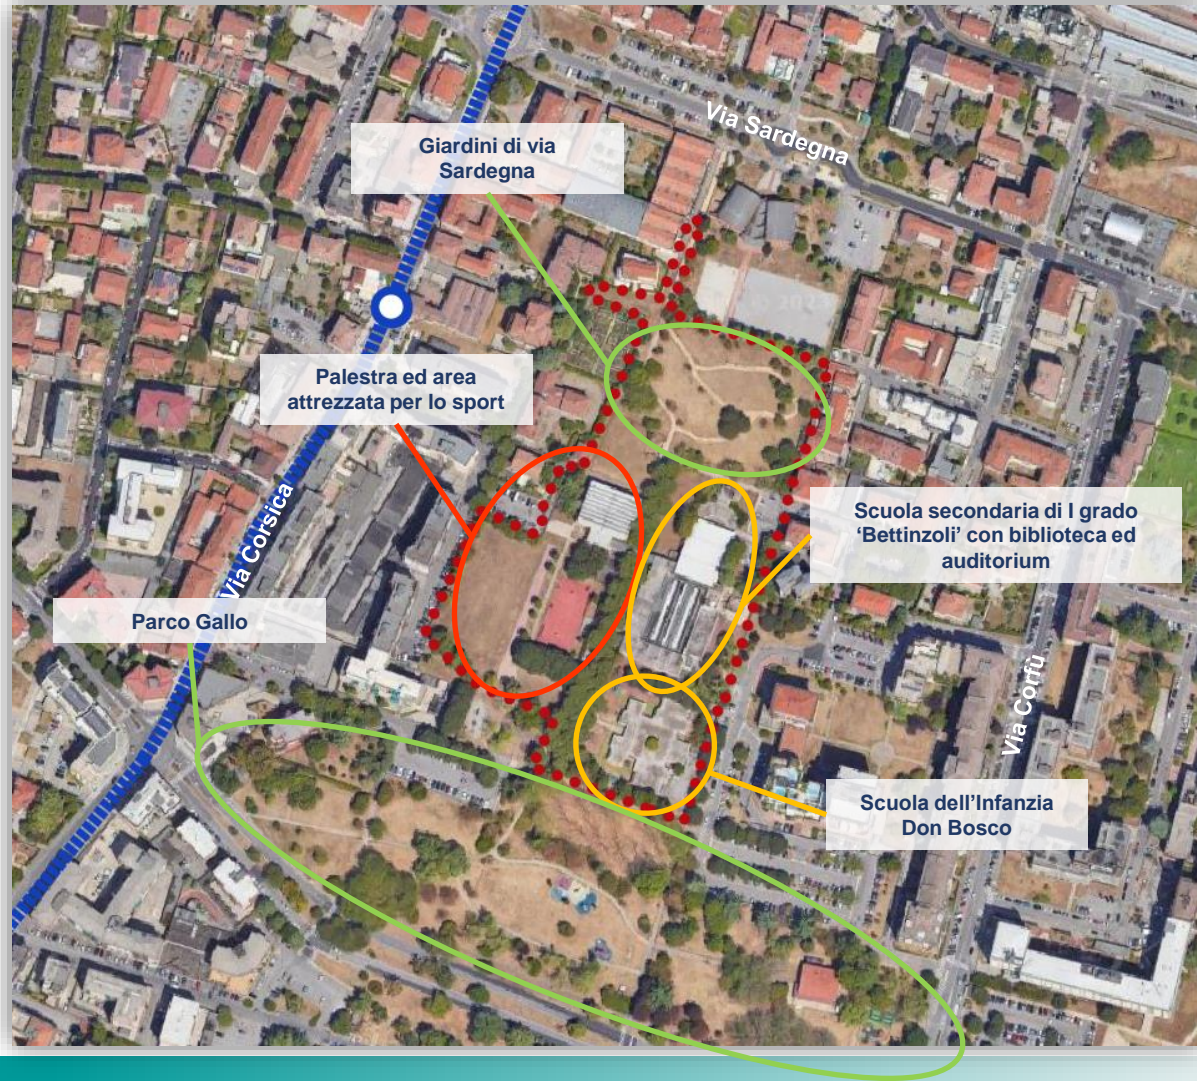 Via Sardegna
Giardini di via
Sardegna
Palestra ed area
attrezzata per lo sport
Via Corsica
Scuola secondaria di I grado
‘Bettinzoli’ con biblioteca ed
auditorium
Parco Gallo
Via Corfù
Scuola dell’Infanzia
Don Bosco